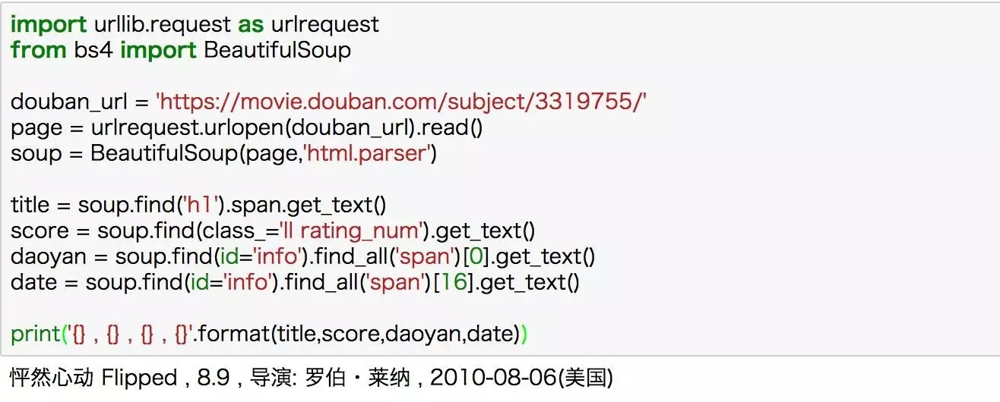 import urllib.request as urlrequest
from bs4 import BeautifulSoup
douban_url = 'https://movie.douban.com/subject/3319755/'
page = urlrequest.urlopen(douban_url).read()
soup = BeautifulSoup(page,'html.parser')
title = soup.find('h1').span.get_text()
score = soup.find(class_='ll rating_num').get_text()
daoyan = soup.find(id='info').find_all('span')[0].get_text()
date = soup.find(id='info').find_all('span')[16].get_text()
print('{} , {} , {} , {}'.format(title,score,daoyan,date))
怦然心动 Flipped , 8.9 , 导演: 罗伯・莱纳 , 2010-08-06(美国)